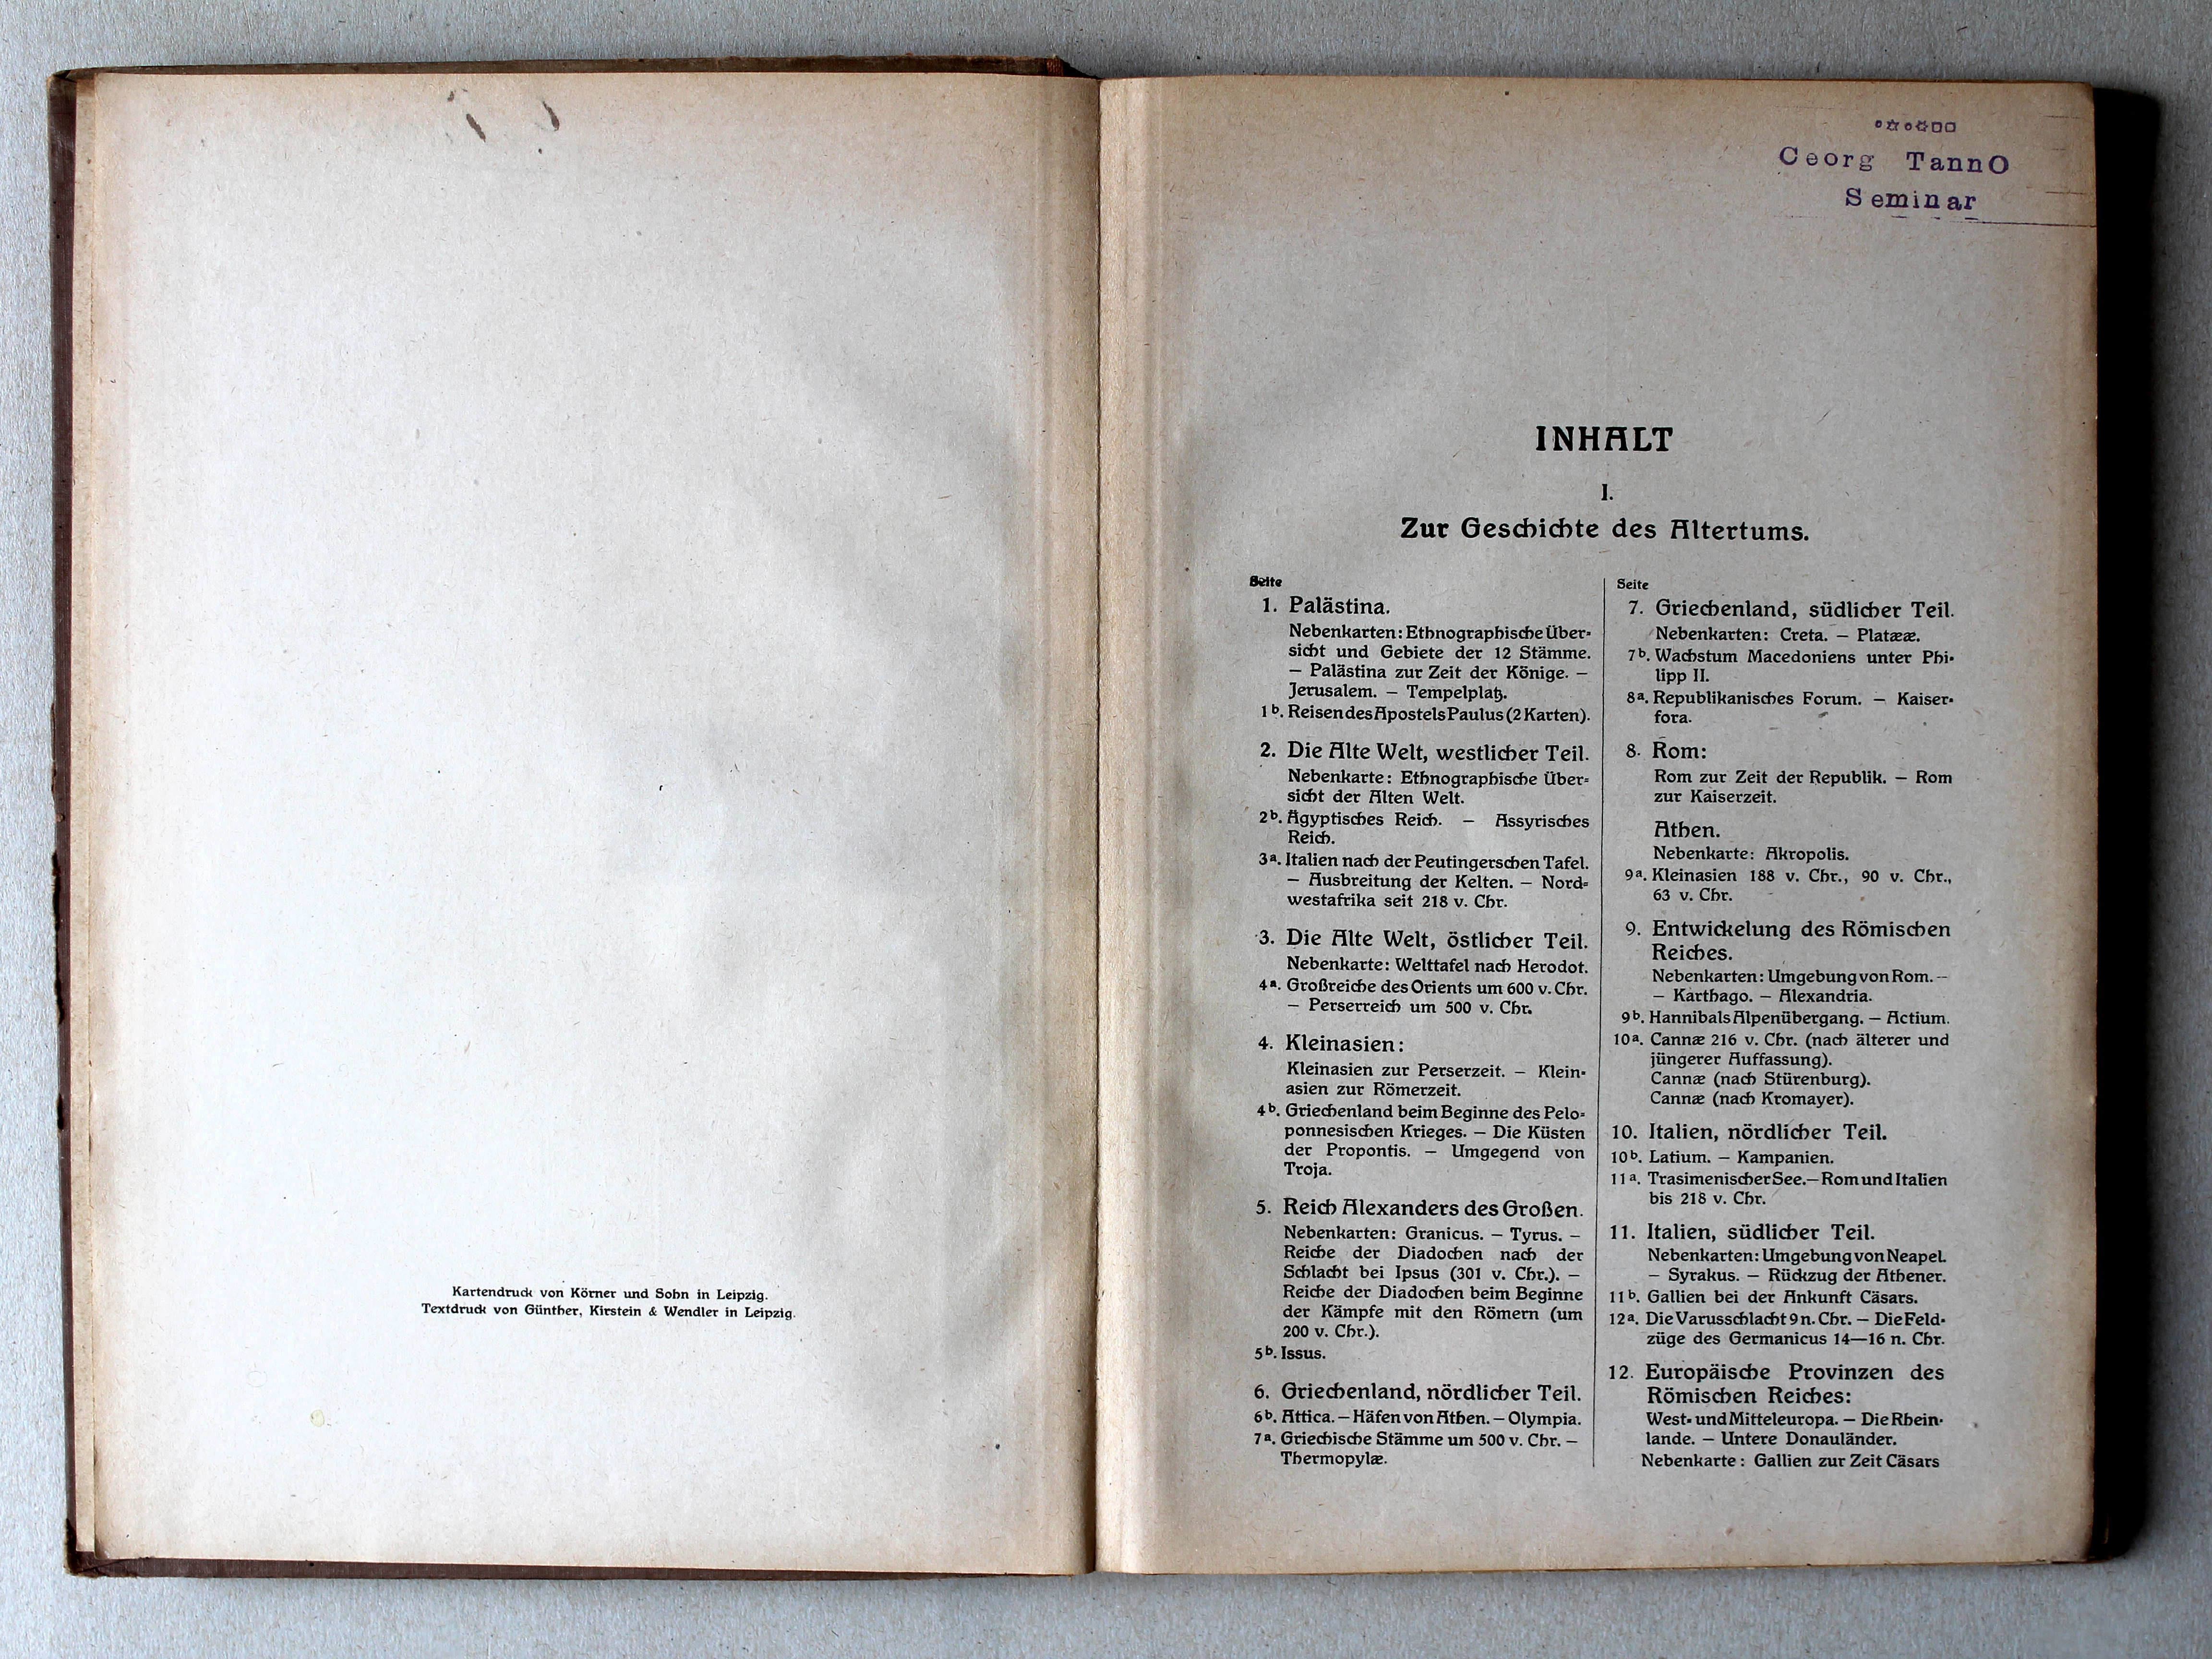 Kartendruck von Körner und Sohn in Leipzig.
Textdruck von Günther, Kirstein & Wendler in Leipzig.
Georg TannO
Seminar
INHALT
I.
Zur Geschichte des Altertums.
Seite
1. Palästina.
Nebenkarten: Ethnographische Über-
sicht und Gebiete der 12 Stämme.
— Palästina zur Zeit der Könige. —
Jerusalem. — Tempelplatz.
1b. Reisen des Apostels Paulus (2 Karten).
2. Die Alte Welt, westlicher Teil.
Nebenkarte: Ethnographische Über-
sicht der Alten Welt.
2b. Ägyptisches Reich. — Assyrisches
Reich.
3a. Italien nach der Peutingerschen Tafel.
— Ausbreitung der Kelten. — Nord-
westafrika seit 218 v. Chr.
3. Die Alte Welt, östlicher Teil.
Nebenkarte: Welttafel nach Herodot.
4a. Großreiche des Orients um 600 v. Chr.
— Perserreich um 500 v. Chr.
4. Kleinasien:
Kleinasien zur Perserzeit. — Klein-
asien zur Römerzeit.
4b. Griechenland beim Beginne des Pelo-
ponnesischen Krieges. — Die Küsten
der Propontis. — Umgegend von
Troja.
5. Reich Alexanders des Großen.
Nebenkarten: Granicus. — Tyrus. —
Reiche der Diadochen nach der
Schlacht bei Ipsus (301 v. Chr.). —
Reiche der Diadochen beim Beginne
der Kämpfe mit den Römern (um
200 v. Chr.).
5b. Issus.
6. Griechenland, nördlicher Teil.
6b. Attica. — Häfen von Athen. — Olympia.
7a. Griechische Stämme um 500 v. Chr. —
Thermopylæ.
Seite
7. Griechenland, südlicher Teil.
Nebenkarten: Creta. — Platææ.
7b. Wachstum Macedoniens unter Phi-
lipp II.
8a. Republikanisches Forum. — Kaiser-
fora.
8. Rom:
Rom zur Zeit der Republik. — Rom
zur Kaiserzeit.
Athen.
Nebenkarte: Akropolis.
9a. Kleinasien 188 v. Chr., 90 v. Chr.,
63 v. Chr.
9. Entwickelung des Römischen
Reiches.
Nebenkarten: Umgebung von Rom. —
— Karthago. — Alexandria.
9b. Hannibals Alpenübergang. — Actium.
10a. Cannæ 216 v. Chr. (nach älterer und
jüngerer Auffassung).
Cannæ (nach Stürenburg).
Cannæ (nach Kromayer).
10. Italien, nördlicher Teil.
10b. Latium. — Kampanien.
11a. Trasimenischer See. — Rom und Italien
bis 218 v. Chr.
11. Italien, südlicher Teil.
Nebenkarten: Umgebung von Neapel.
— Syrakus. — Rückzug der Athener.
11b. Gallien bei der Ankunft Cäsars.
12a. Die Varusschlacht 9 n. Chr. — Die Feld-
züge des Germanicus 14—16 n. Chr.
12. Europäische Provinzen des
Römischen Reiches:
West- und Mitteleuropa. — Die Rhein-
lande. — Untere Donauländer.
Nebenkarte: Gallien zur Zeit Cäsars